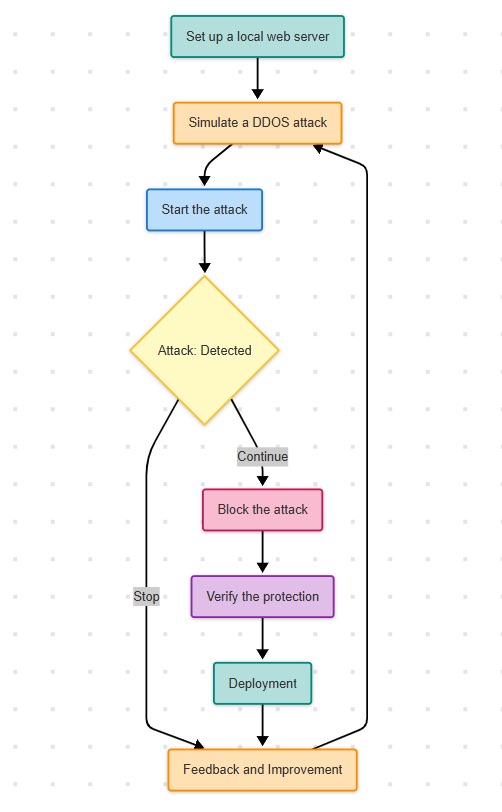 Set up a local web server
Simulate a DDOS attack
Start the attack
Attack: Detected
Continue
Block the attack
Stop
Verify the protection
Deployment
Feedback and Improvement